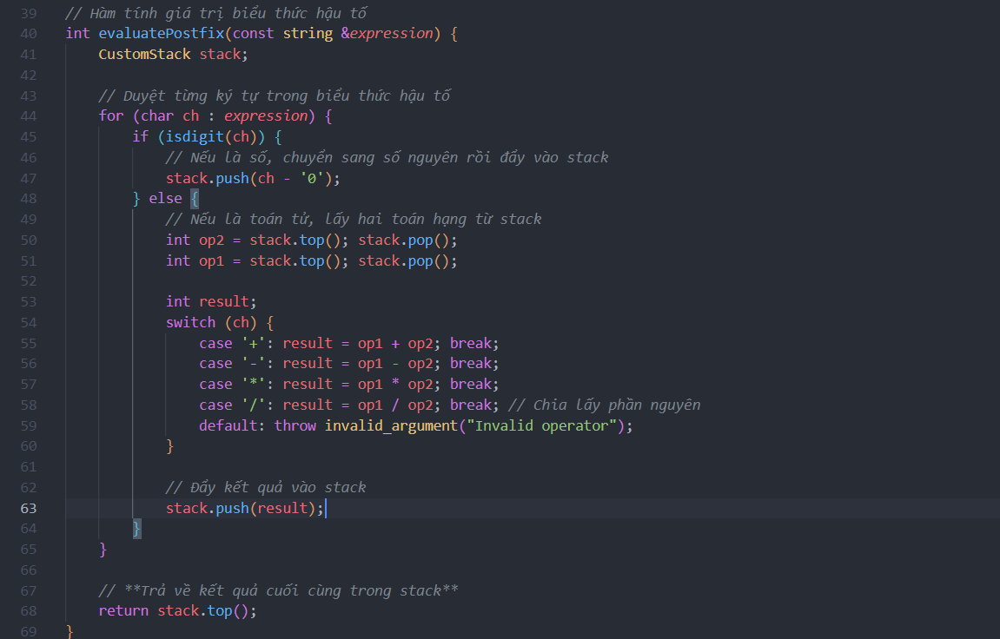 39 // Hàm tính giá trị biểu thức hậu tố
40 int evaluatePostfix(const string &expression) {
41     CustomStack stack;
42
43     // Duyệt từng ký tự trong biểu thức hậu tố
44     for (char ch : expression) {
45         if (isdigit(ch)) {
46             // Nếu là số, chuyển sang số nguyên rồi đẩy vào stack
47             stack.push(ch - '0');
48         } else {
49             // Nếu là toán tử, lấy hai toán hạng từ stack
50             int op2 = stack.top(); stack.pop();
51             int op1 = stack.top(); stack.pop();
52
53             int result;
54             switch (ch) {
55                 case '+': result = op1 + op2; break;
56                 case '-': result = op1 - op2; break;
57                 case '*': result = op1 * op2; break;
58                 case '/': result = op1 / op2; break; // Chia lấy phần nguyên
59                 default: throw invalid_argument("Invalid operator");
60             }
61
62             // Đẩy kết quả vào stack
63             stack.push(result);
64         }
65     }
66
67     // **Trả về kết quả cuối cùng trong stack**
68     return stack.top();
69 }